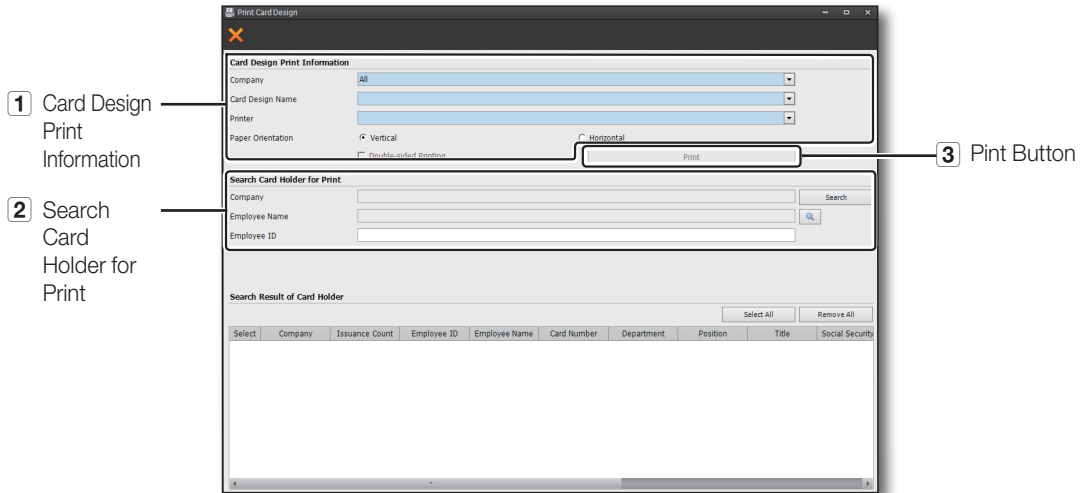 Print Card Design
Card Design Print Information
Company All
Card Design Name
Printer
Paper Orientation Vertical Horizontal
Double-sided Printing Print
Search Card Holder for Print
Company Search
Employee Name
Employee ID
Search Result of Card Holder
Select All Remove All
Select Company Issuance Count Employee ID Employee Name Card Number Department Position Title Social Security
1 Card Design
Print
Information
2 Search
Card
Holder for
Print
3 Pint Button